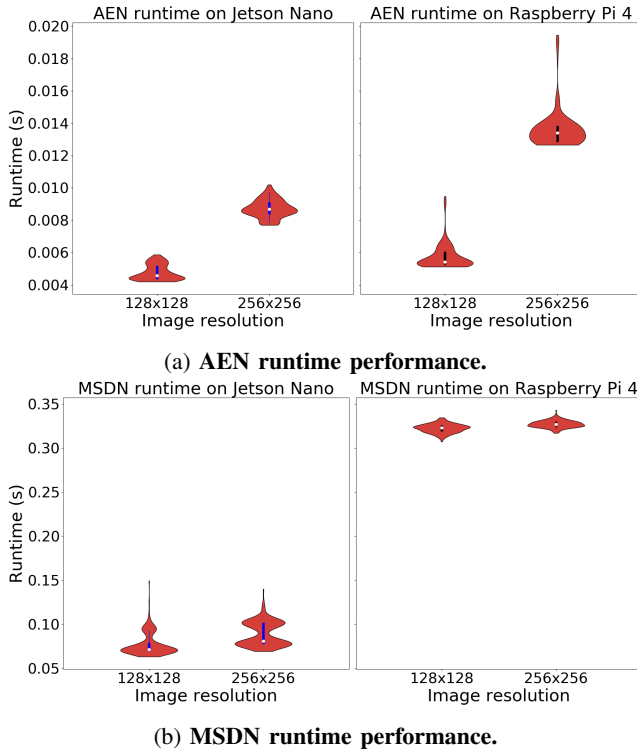 AEN runtime on Jetson Nano AEN runtime on Raspberry Pi 4
0.020
0.018
0.016
0.014
0.012
0.010
0.008
0.006
0.004
Runtime (s)
128x128 256x256 128x128 256x256
Image resolution Image resolution
(a) AEN runtime performance.
MSDN runtime on Jetson Nano MSDN runtime on Raspberry Pi 4
0.35
0.30
0.25
0.20
0.15
0.10
0.05
Runtime (s)
128x128 256x256 128x128 256x256
Image resolution Image resolution
(b) MSDN runtime performance.